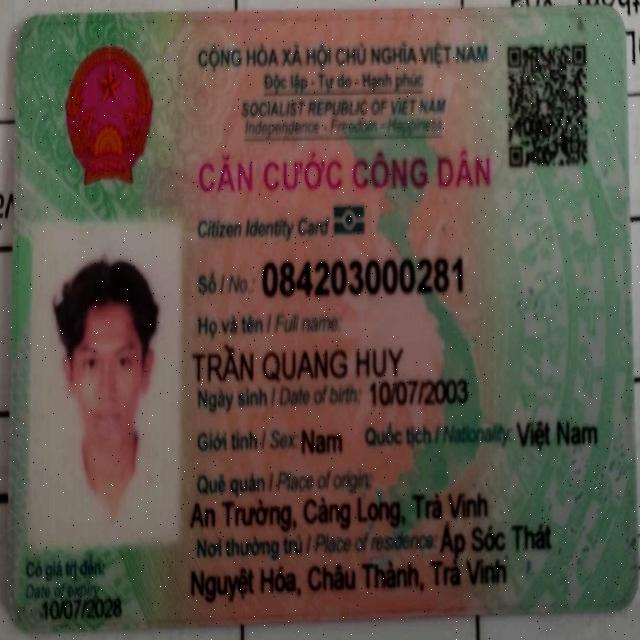 CỘNG HÒA XÃ HỘI CHỦ NGHĨA VIỆT NAM
Độc lập - Tự do - Hạnh phúc
SOCIALIST REPUBLIC OF VIET NAM
Independence - Freedom - Happiness
CĂN CƯỚC CÔNG DÂN
Citizen Identity Card
Số / No.: 084203000281
Họ và tên / Full name:
TRẦN QUANG HUY
Ngày sinh / Date of birth: 10/07/2003
Giới tính / Sex: Nam Quốc tịch / Nationality: Việt Nam
Quê quán / Place of origin:
An Trường, Càng Long, Trà Vinh
Nơi thường trú / Place of residence: Ấp Sóc Thát
Nguyệt Hóa, Châu Thành, Trà Vinh
Có giá trị đến:
Date of expiry:
10/07/2028